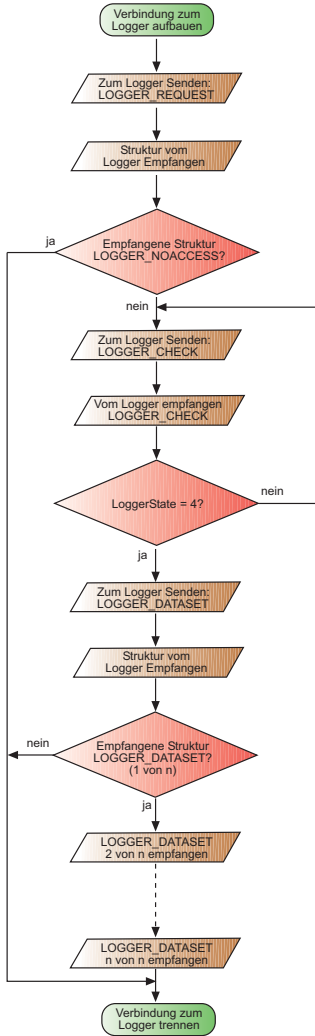 Verbindung zum
Logger aufbauen
Zum Logger Senden:
LOGGER_REQUEST
Struktur vom
Logger Empfangen
ja
Empfangene Struktur
LOGGER_NOACCESS?
nein
Zum Logger Senden:
LOGGER_CHECK
Vom Logger empfangen
LOGGER_CHECK
LoggerState = 4?
nein
ja
Zum Logger Senden:
LOGGER_DATASET
Struktur vom
Logger Empfangen
nein
Empfangene Struktur
LOGGER_DATASET?
(1 von n)
ja
LOGGER_DATASET
2 von n empfangen
LOGGER_DATASET
n von n empfangen
Verbindung zum
Logger trennen